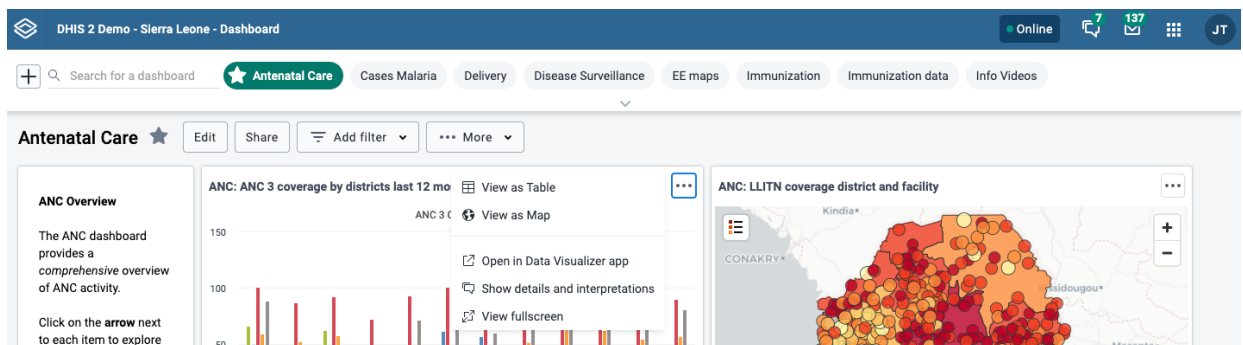 DHIS 2 Demo - Sierra Leone - Dashboard
Online
7
137
JT
Search for a dashboard
Antenatal Care
Cases Malaria
Delivery
Disease Surveillance
EE maps
Immunization
Immunization data
Info Videos
Antenatal Care
Edit
Share
Add filter
More
ANC Overview
The ANC dashboard
provides a
comprehensive overview
of ANC activity.
Click on the arrow next
to each item to explore
ANC: ANC 3 coverage by districts last 12 mo
ANC 3
150
100
50
View as Table
View as Map
Open in Data Visualizer app
Show details and interpretations
View fullscreen
ANC: LLITN coverage district and facility
Kindia
CONAKRY